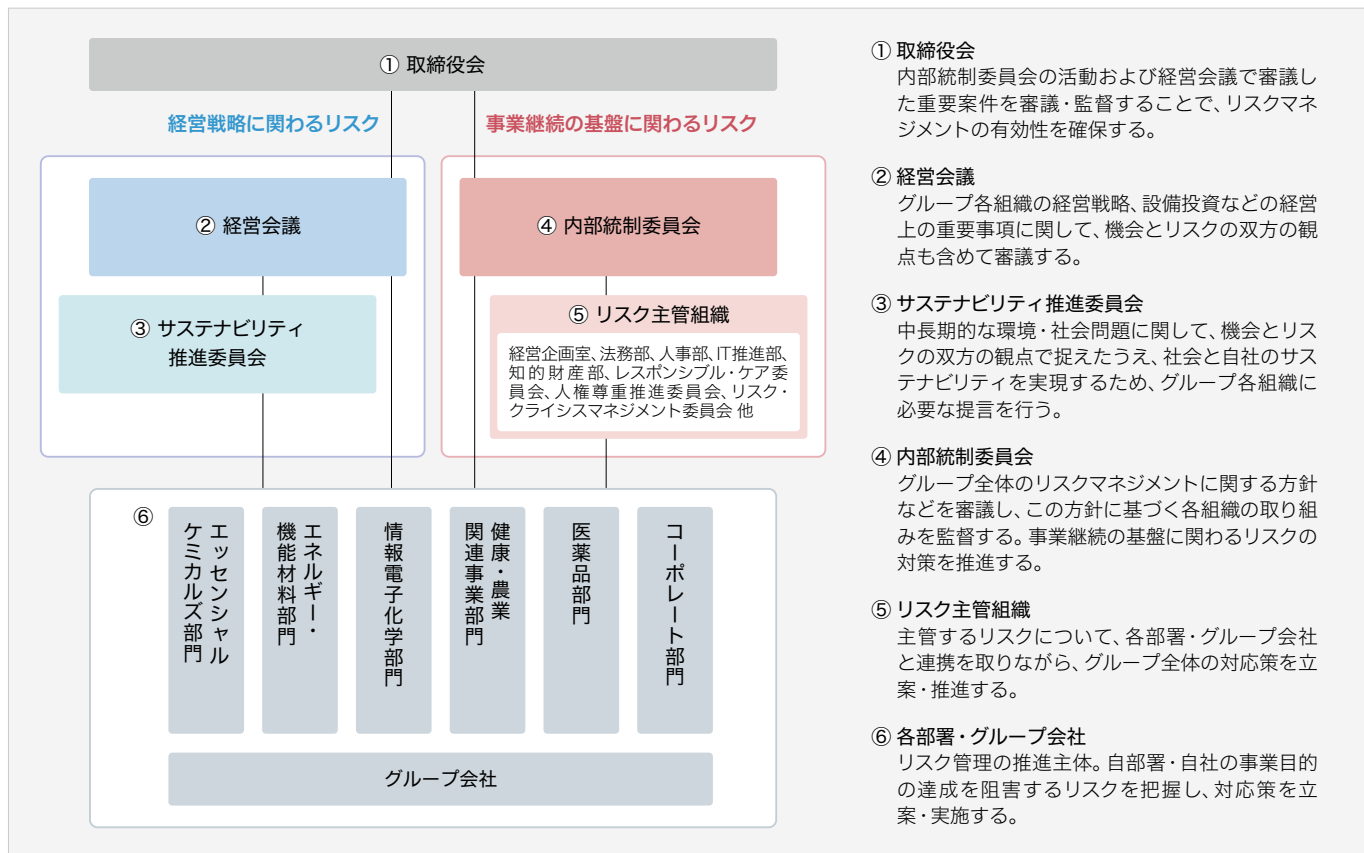 ① 取締役会
経営戦略に関わるリスク
事業継続の基盤に関わるリスク
② 経営会議
③ サステナビリティ
推進委員会
④ 内部統制委員会
⑤ リスク主管組織
経営企画室、法務部、人事部、IT推進部、
知的財産部、レスポンシブル・ケア委
員会、人権尊重推進委員会、リスク・
クライシスマネジメント委員会 他
⑥
エッセンシャル
ケミカルズ部門
エネルギー・
機能材料部門
情報電子化学部門
健康・農業
関連事業部門
医薬品部門
コーポレート部門
グループ会社
① 取締役会
内部統制委員会の活動および経営会議で審議し
た重要案件を審議・監督することで、リスクマネ
ジメントの有効性を確保する。
② 経営会議
グループ各組織の経営戦略、設備投資などの経営
上の重要事項に関して、機会とリスクの双方の観
点も含めて審議する。
③ サステナビリティ推進委員会
中長期的な環境・社会問題に関して、機会とリス
クの双方の観点で捉えたうえ、社会と自社のサス
テナビリティを実現するため、グループ各組織に
必要な提言を行う。
④ 内部統制委員会
グループ全体のリスクマネジメントに関する方針
などを審議し、この方針に基づく各組織の取り組
みを監督する。事業継続の基盤に関わるリスクの
対策を推進する。
⑤ リスク主管組織
主管するリスクについて、各部署・グループ会社
と連携を取りながら、グループ全体の対応策を立
案・推進する。
⑥ 各部署・グループ会社
リスク管理の推進主体。自部署・自社の事業目的
の達成を阻害するリスクを把握し、対応策を立
案・実施する。